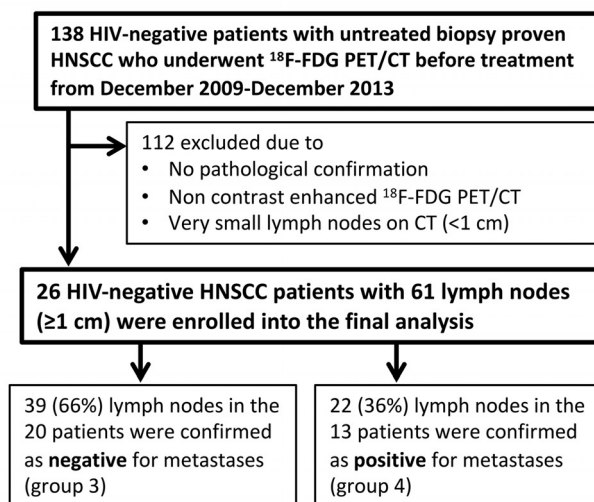 138 HIV-negative patients with untreated biopsy proven
HNSCC who underwent ¹⁸F-FDG PET/CT before treatment
from December 2009-December 2013
112 excluded due to
• No pathological confirmation
• Non contrast enhanced ¹⁸F-FDG PET/CT
• Very small lymph nodes on CT (<1 cm)
26 HIV-negative HNSCC patients with 61 lymph nodes
(≥1 cm) were enrolled into the final analysis
39 (66%) lymph nodes in the
20 patients were confirmed
as negative for metastases
(group 3)
22 (36%) lymph nodes in the
13 patients were confirmed
as positive for metastases
(group 4)